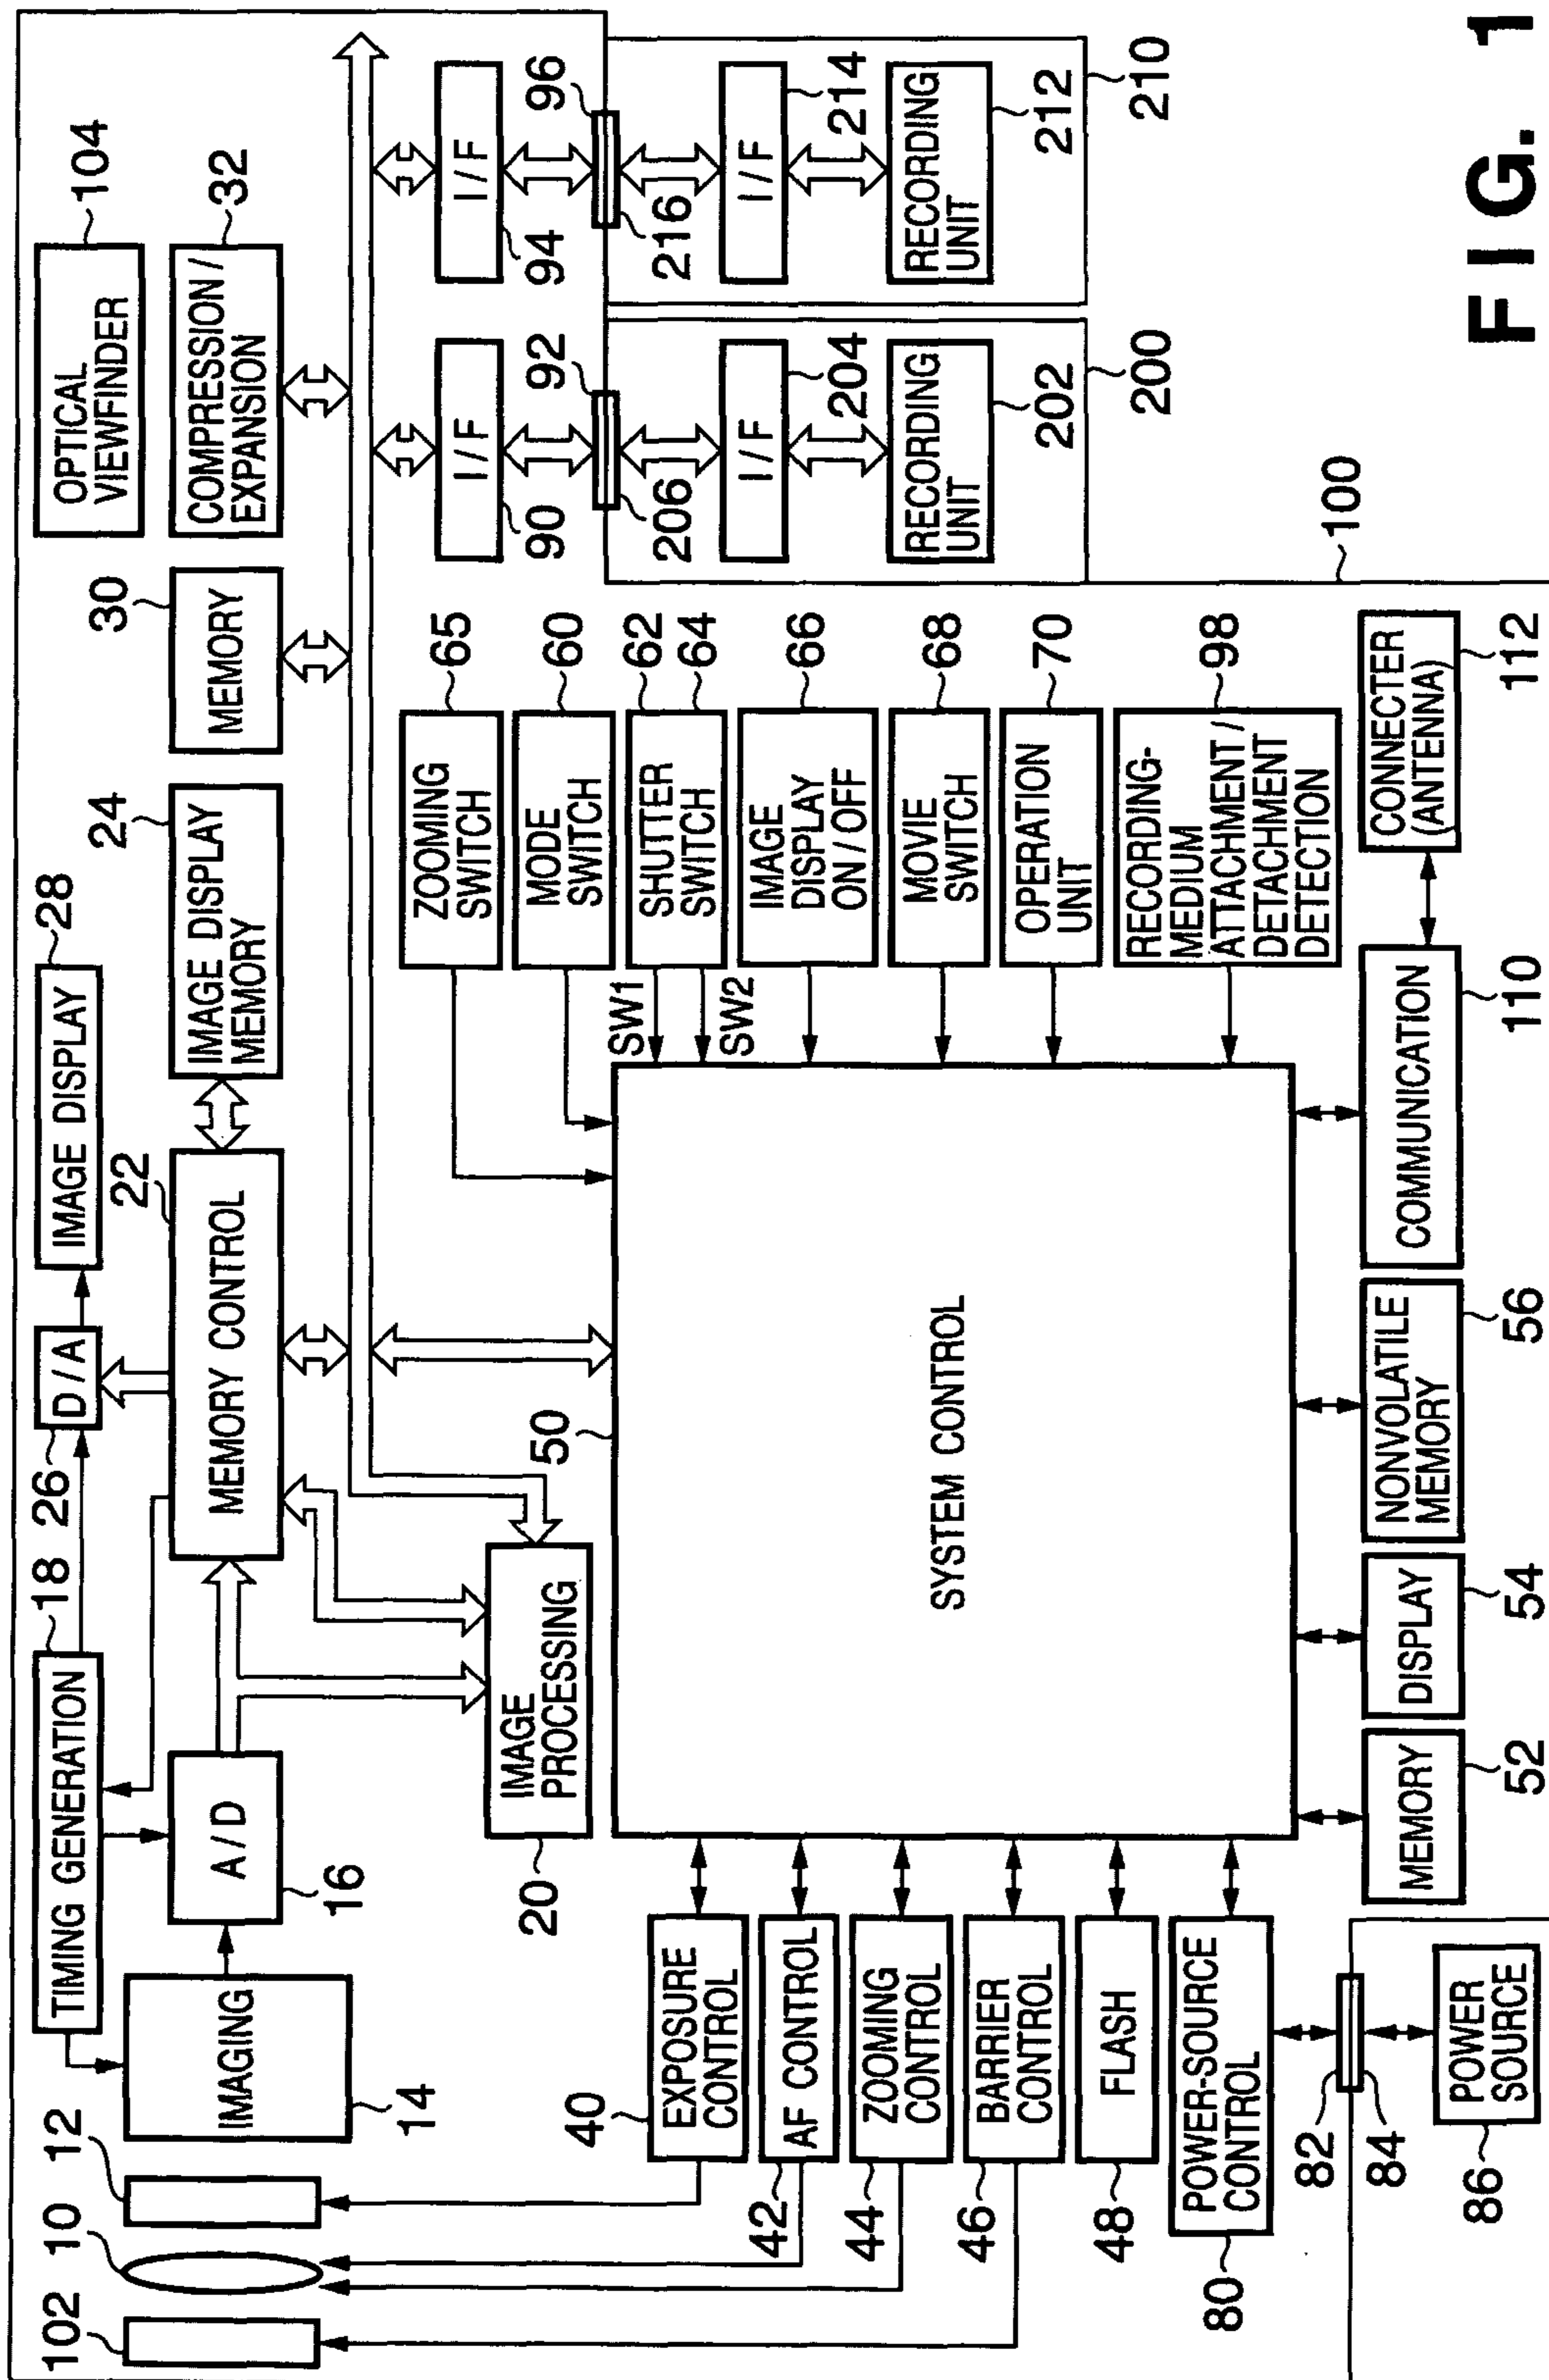 104
OPTICAL
VIEWFINDER
32
COMPRESSION /
EXPANSION
30
MEMORY
24
IMAGE DISPLAY
MEMORY
28
IMAGE DISPLAY
22
MEMORY CONTROL
D / A
26
18
TIMING GENERATION
A / D
16
IMAGING
14
12
10
102
IMAGE
PROCESSING
20
96
I / F
94
216
I / F
214
RECORDING
UNIT
212
210
92
I / F
90
206
I / F
204
RECORDING
UNIT
202
200
100
65
ZOOMING
SWITCH
60
MODE
SWITCH
62
64
SHUTTER
SWITCH
SW1
SW2
66
IMAGE
DISPLAY
ON / OFF
68
MOVIE
SWITCH
70
OPERATION
UNIT
98
RECORDING-
MEDIUM
ATTACHMENT /
DETACHMENT
DETECTION
50
SYSTEM CONTROL
40
EXPOSURE
CONTROL
42
AF CONTROL
44
ZOOMING
CONTROL
46
BARRIER
CONTROL
48
FLASH
80
POWER-SOURCE
CONTROL
82
84
86
POWER
SOURCE
MEMORY
52
DISPLAY
54
NONVOLATILE
MEMORY
56
COMMUNICATION
110
CONNECTER
(ANTENNA)
112
FIG. 1